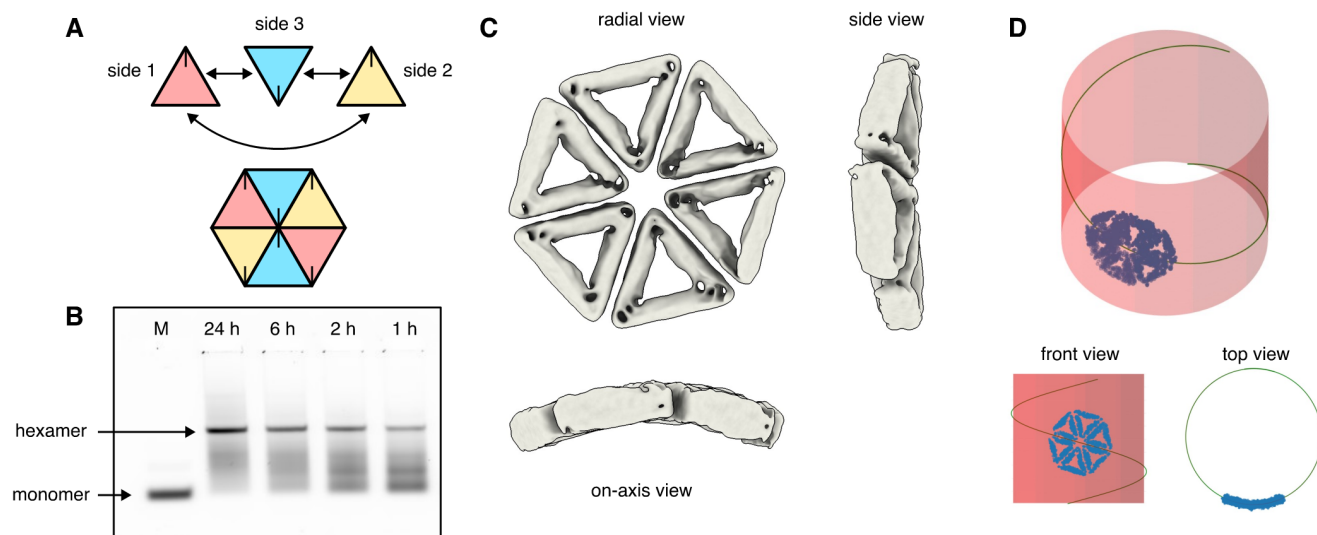 A
side 3
side 1
side 2
B
M 24 h 6 h 2 h 1 h
hexamer
monomer
C
radial view
side view
on-axis view
D
front view
top view